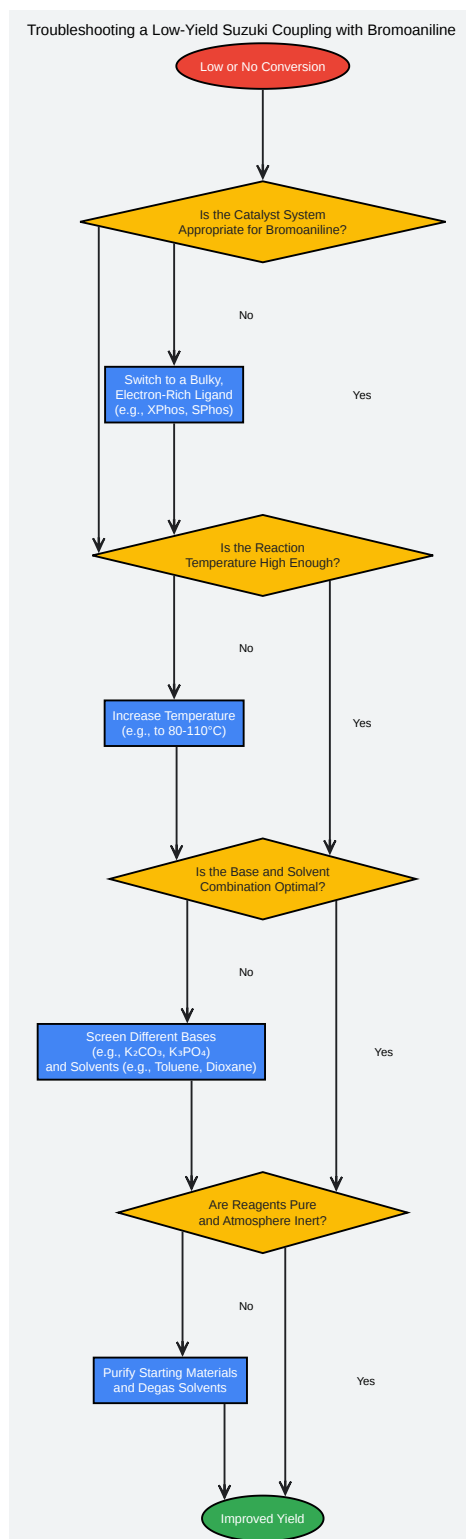 Troubleshooting a Low-Yield Suzuki Coupling with Bromoaniline
Low or No Conversion
Is the Catalyst System
Appropriate for Bromoaniline?
No
Switch to a Bulky,
Electron-Rich Ligand
(e.g., XPhos, SPhos)
Yes
Is the Reaction
Temperature High Enough?
No
Increase Temperature
(e.g., to 80-110°C)
Yes
Is the Base and Solvent
Combination Optimal?
No
Screen Different Bases
(e.g., K₂CO₃, K₃PO₄)
and Solvents (e.g., Toluene, Dioxane)
Yes
Are Reagents Pure
and Atmosphere Inert?
No
Purify Starting Materials
and Degas Solvents
Yes
Improved Yield